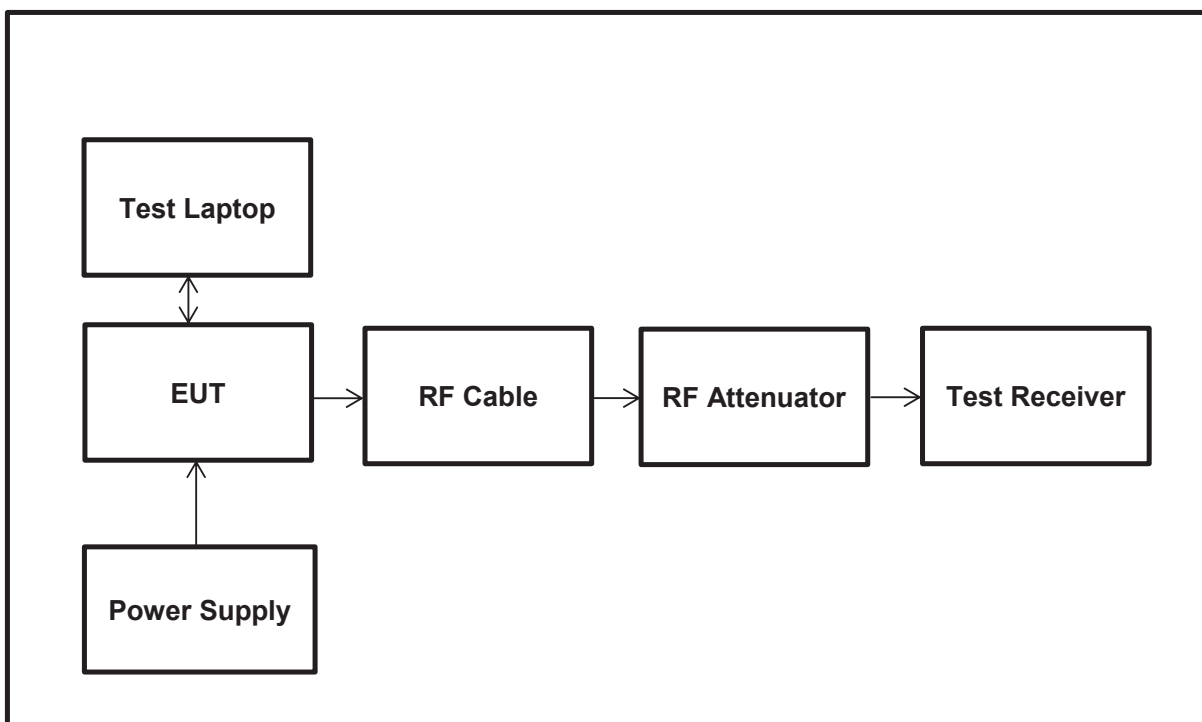 Test Laptop
EUT
RF Cable
RF Attenuator
Test Receiver
Power Supply